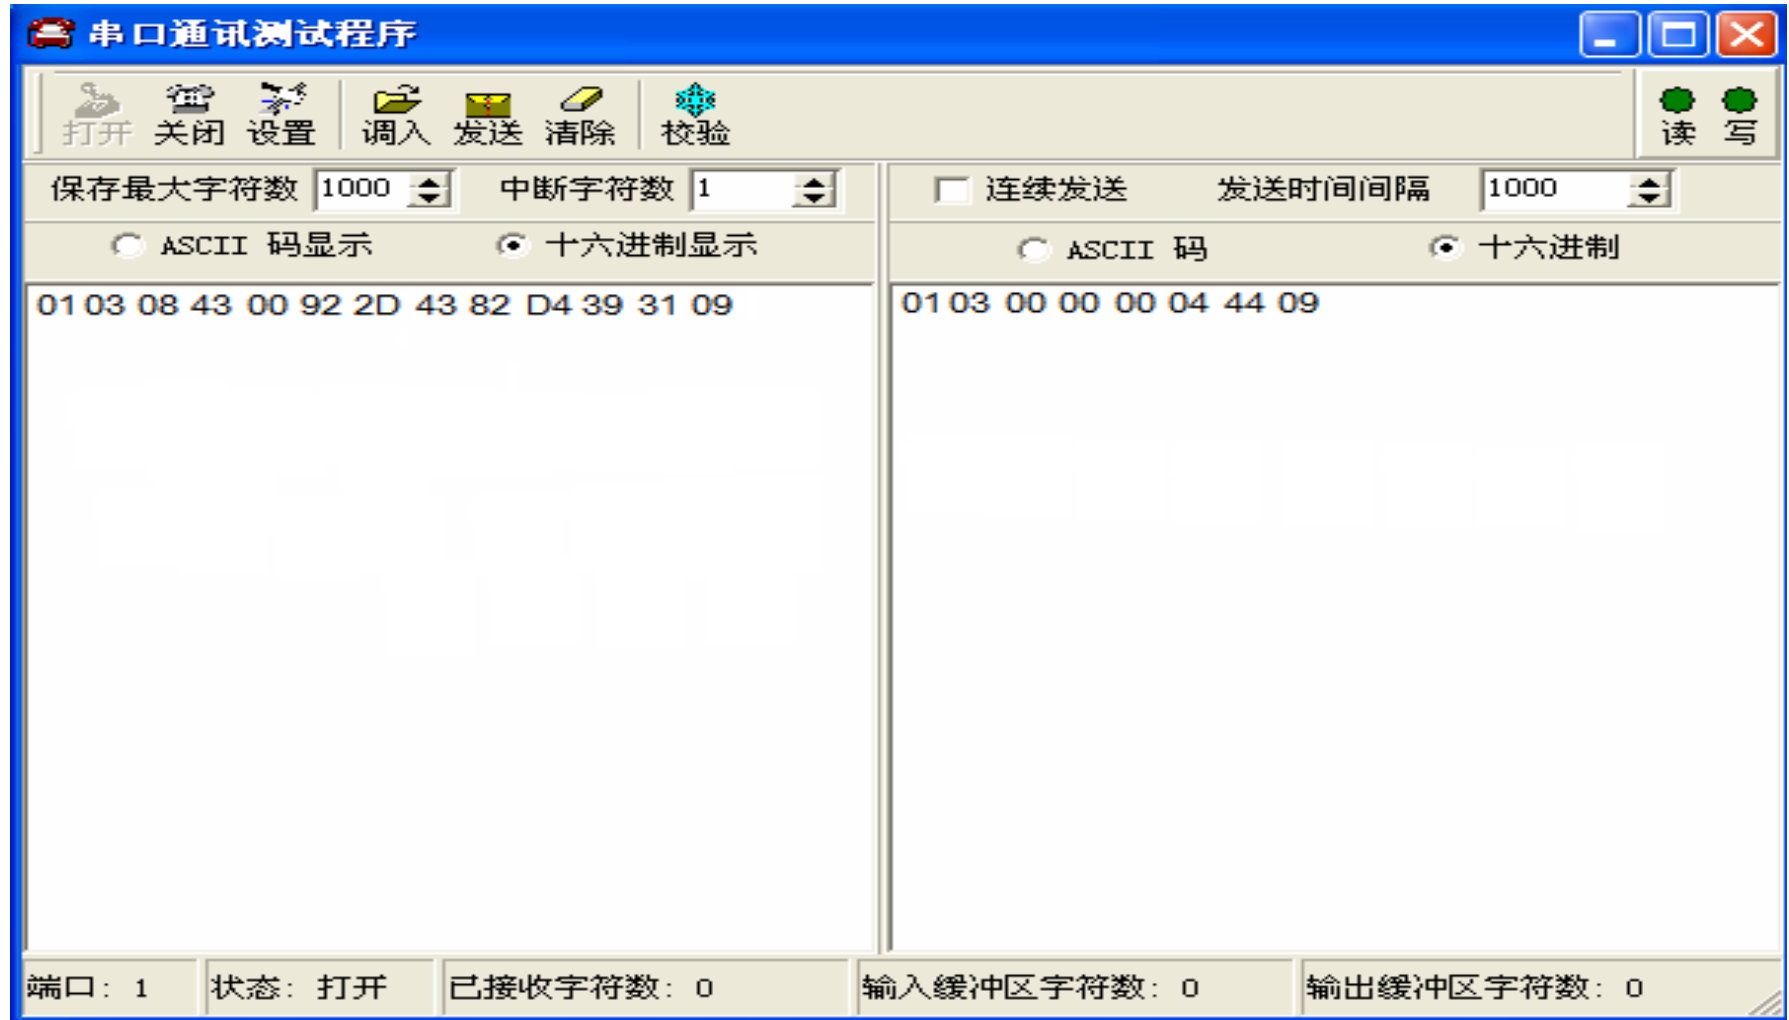 串口通讯测试程序
打开 关闭 设置 调入 发送 清除 校验 读 写
保存最大字符数 1000 中断字符数 1 连续发送 发送时间间隔 1000
ASCII 码显示 十六进制显示 ASCII 码 十六进制
01 03 08 43 00 92 2D 43 82 D4 39 31 09
01 03 00 00 00 04 44 09
端口: 1 状态: 打开 已接收字符数: 0 输入缓冲区字符数: 0 输出缓冲区字符数: 0